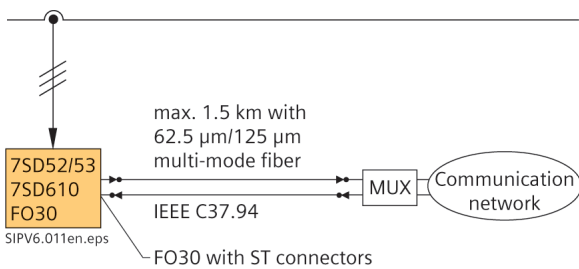 max. 1.5 km with
62.5 µm/125 µm
multi-mode fiber
7SD52/53
7SD610
FO30
MUX
Communication
network
IEEE C37.94
SIPV6.011en.eps
FO30 with ST connectors